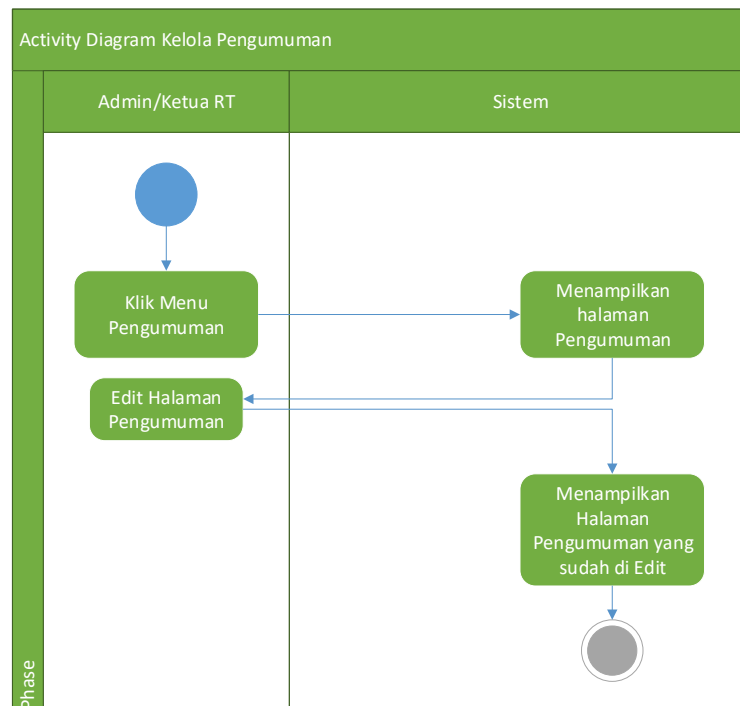 Activity Diagram Kelola Pengumuman
Admin/Ketua RT
Sistem
Klik Menu
Pengumuman
Menampilkan
halaman
Pengumuman
Edit Halaman
Pengumuman
Menampilkan
Halaman
Pengumuman yang
sudah di Edit
Phase